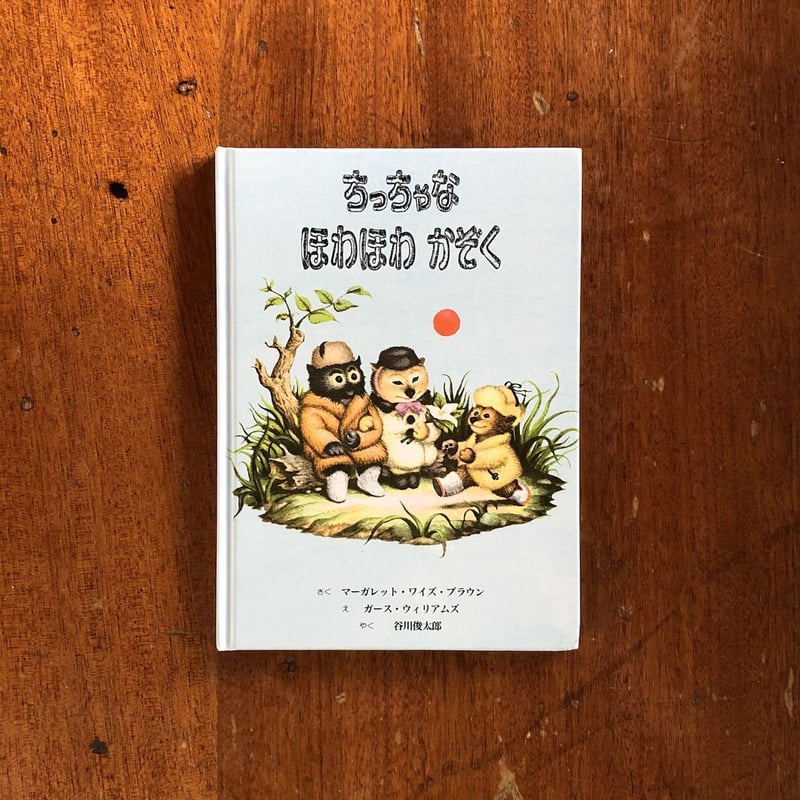 ちっちゃな
ほわほわ かぞく
さく マーガレット・ワイズ・ブラウン
え ガース・ウィリアムズ
やく 谷川俊太郎